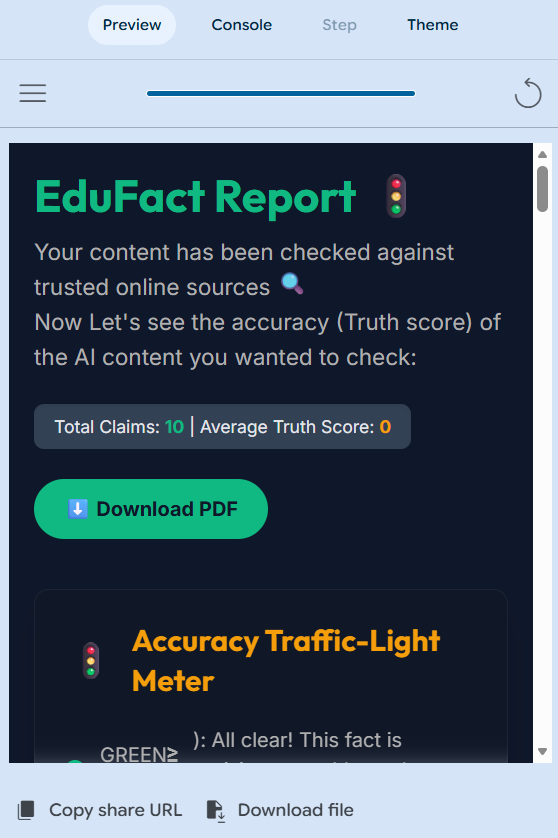 Preview Console Step Theme
EduFact Report
Your content has been checked against
trusted online sources
Now Let's see the accuracy (Truth score) of
the AI content you wanted to check:
Total Claims: 10 | Average Truth Score: 0
Download PDF
Accuracy Traffic-Light
Meter
GREEN≥ ): All clear! This fact is
Copy share URL Download file